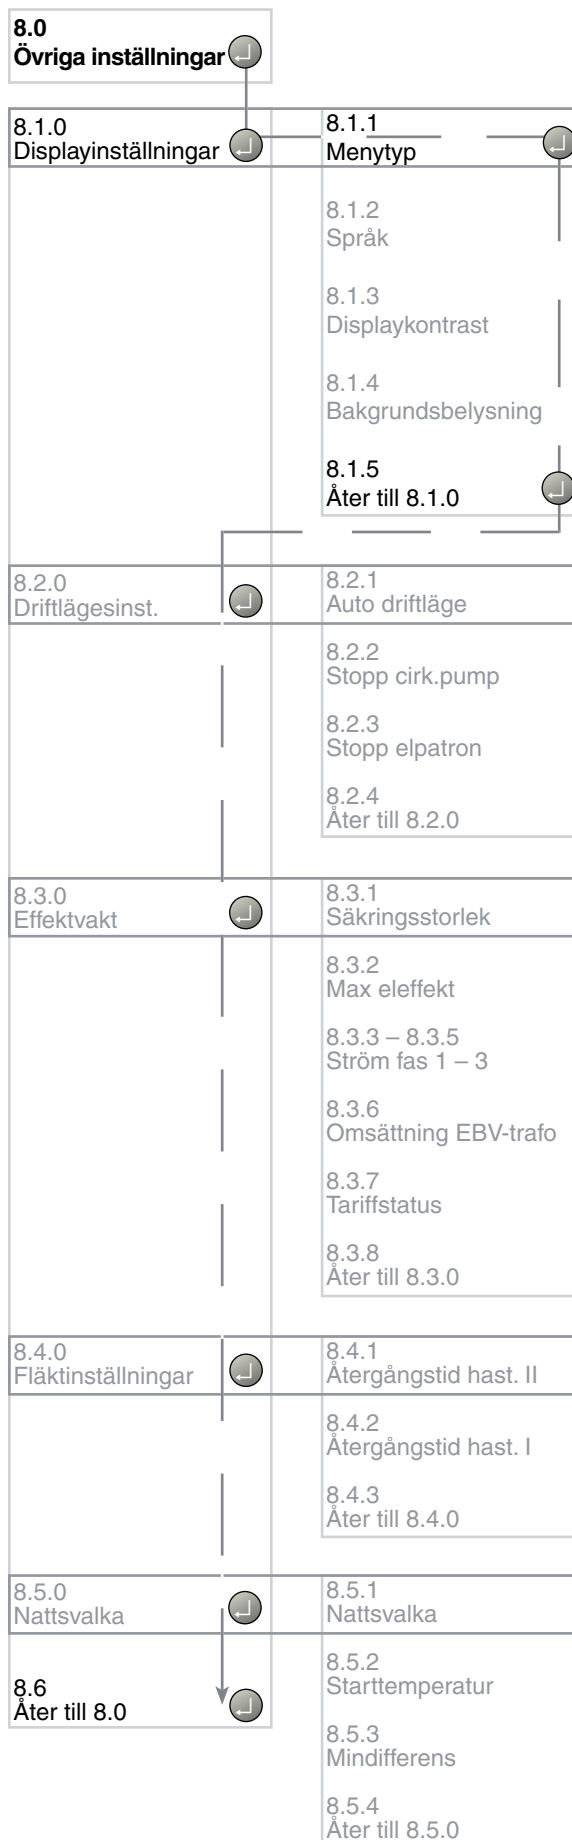 8.0
Övriga inställningar
8.1.0
Displayinställningar
8.1.1
Menytyp
8.1.2
Språk
8.1.3
Displaykontrast
8.1.4
Bakgrundsbelysning
8.1.5
Åter till 8.1.0
8.2.0
Driftlägesinst.
8.2.1
Auto driftläge
8.2.2
Stopp cirk.pump
8.2.3
Stopp elpatron
8.2.4
Åter till 8.2.0
8.3.0
Effektvakt
8.3.1
Säkringsstorlek
8.3.2
Max eleffekt
8.3.3 – 8.3.5
Ström fas 1 – 3
8.3.6
Omsättning EBV-trafo
8.3.7
Tariffstatus
8.3.8
Åter till 8.3.0
8.4.0
Fläktinställningar
8.4.1
Återgångstid hast. II
8.4.2
Återgångstid hast. I
8.4.3
Åter till 8.4.0
8.5.0
Nattsvalka
8.5.1
Nattsvalka
8.5.2
Starttemperatur
8.5.3
Mindifferens
8.5.4
Åter till 8.5.0
8.6
Åter till 8.0